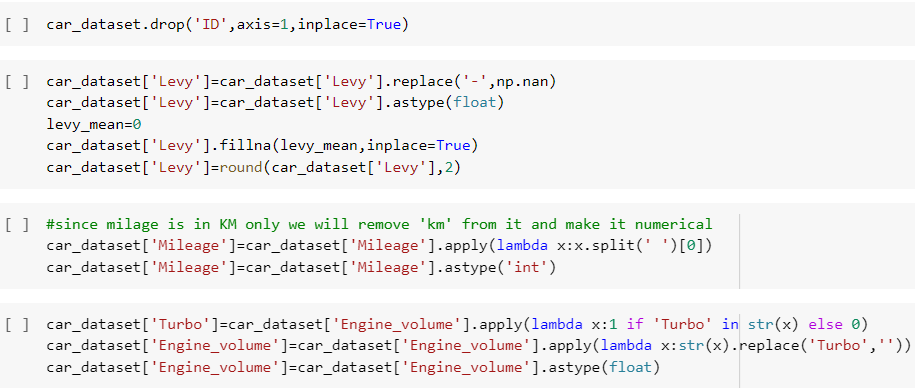 [ ] car_dataset.drop('ID',axis=1,inplace=True)
[ ] car_dataset['Levy']=car_dataset['Levy'].replace('-',np.nan)
car_dataset['Levy']=car_dataset['Levy'].astype(float)
levy_mean=0
car_dataset['Levy'].fillna(levy_mean,inplace=True)
car_dataset['Levy']=round(car_dataset['Levy'],2)
[ ] #since milage is in KM only we will remove 'km' from it and make it numerical
car_dataset['Mileage']=car_dataset['Mileage'].apply(lambda x:x.split(' ')[0])
car_dataset['Mileage']=car_dataset['Mileage'].astype('int')
[ ] car_dataset['Turbo']=car_dataset['Engine_volume'].apply(lambda x:1 if 'Turbo' in str(x) else 0)
car_dataset['Engine_volume']=car_dataset['Engine_volume'].apply(lambda x:str(x).replace('Turbo',''))
car_dataset['Engine_volume']=car_dataset['Engine_volume'].astype(float)